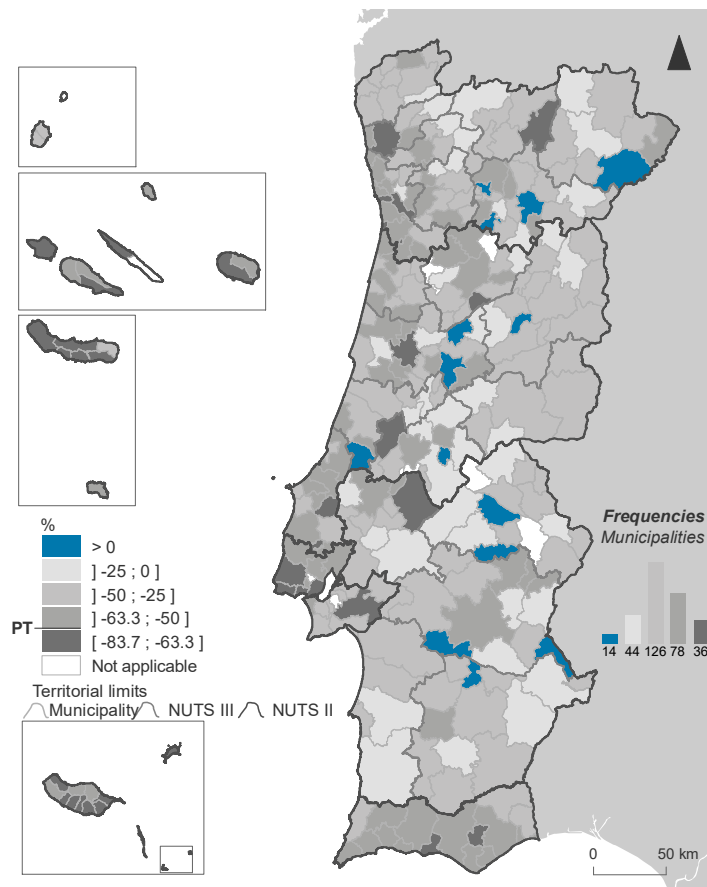 %
> 0
] -25 ; 0 ]
] -50 ; -25 ]
] -63.3 ; -50 ]
PT
[ -83.7 ; -63.3 ]
Not applicable
Territorial limits
Municipality NUTS III NUTS II
Frequencies
Municipalities
14 44 126 78 36
0 50 km